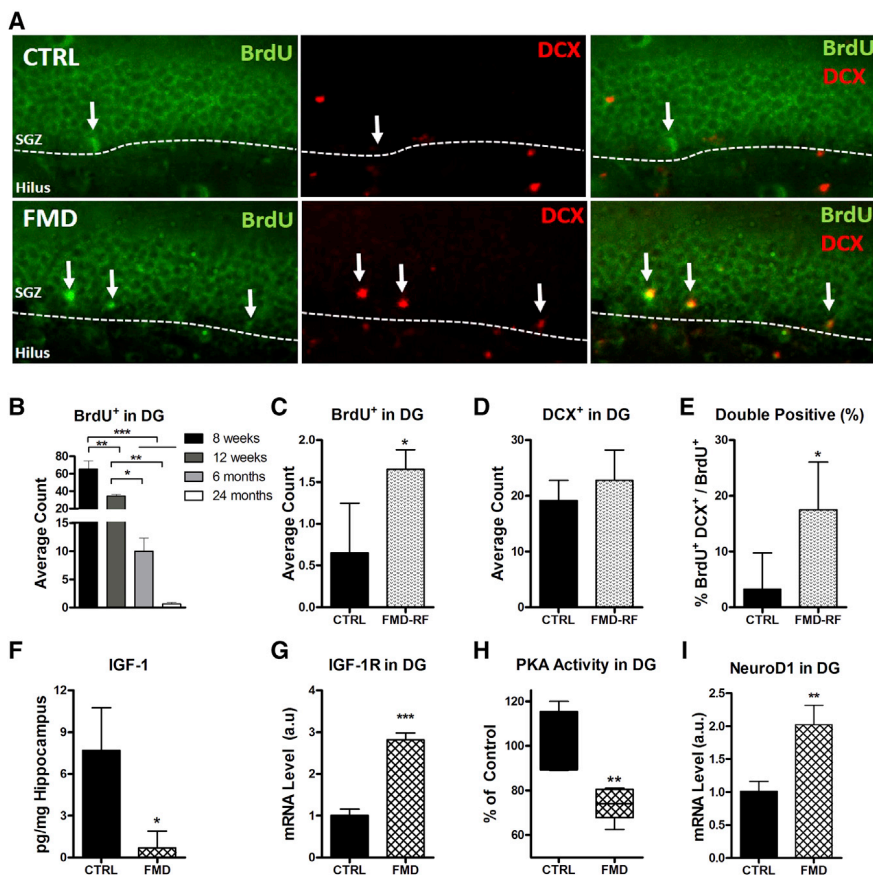 A
CTRL
BrdU
DCX
BrdU
DCX
SGZ
Hilus
FMD
BrdU
DCX
BrdU
DCX
SGZ
Hilus
B
BrdU+ in DG
***
**
**
*
8 weeks
12 weeks
6 months
24 months
Average Count
80
60
40
20
15
10
5
0
C
BrdU+ in DG
*
Average Count
2.0
1.5
1.0
0.5
0.0
CTRL FMD-RF
D
DCX+ in DG
Average Count
30
20
10
0
CTRL FMD-RF
E
Double Positive (%)
*
% BrdU+ DCX+ / BrdU+
30
20
10
0
CTRL FMD-RF
F
IGF-1
*
pg/mg Hippocampus
12
9
6
3
0
CTRL FMD
G
IGF-1R in DG
***
mRNA Level (a.u)
4
3
2
1
0
CTRL FMD
H
PKA Activity in DG
**
% of Control
120
100
80
60
CTRL FMD
I
NeuroD1 in DG
**
mRNA Level (a.u.)
2.5
2.0
1.5
1.0
0.5
0.0
CTRL FMD